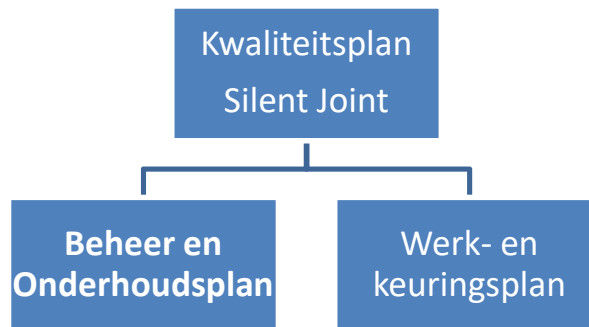 Kwaliteitsplan
Silent Joint
Beheer en
Onderhoudsplan
Werk- en
keuringsplan